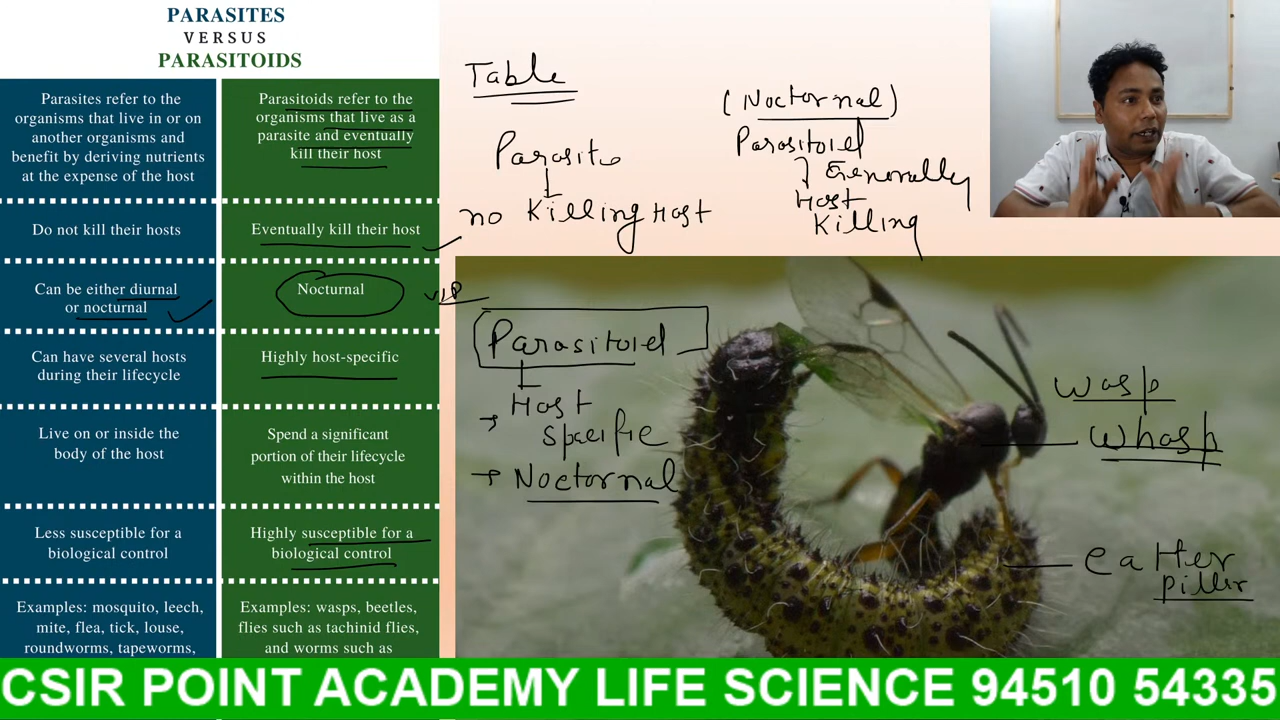 PARASITES
VERSUS
PARASITOIDS
Parasites refer to the
organisms that live in or on
another organisms and
benefit by deriving nutrients
at the expense of the host
Parasitoids refer to the
organisms that live as a
parasite and eventually
kill their host
Do not kill their hosts
Eventually kill their host
Can be either diurnal
or nocturnal
Nocturnal
VIP
Can have several hosts
during their lifecycle
Highly host-specific
Live on or inside the
body of the host
Spend a significant
portion of their lifecycle
within the host
Less susceptible for a
biological control
Highly susceptible for a
biological control
Examples: mosquito, leech,
mite, flea, tick, louse,
roundworms, tapeworms,
Examples: wasps, beetles,
flies such as tachinid flies,
and worms such as
Table
Parasite
no Killing Host
(Noctornal)
Parasitoid
Generally
Host
Killing
Parasitoid
Host
Specific
Noctornal
Wasp
Whasp
Catter
piller
CSIR POINT ACADEMY LIFE SCIENCE 94510 54335